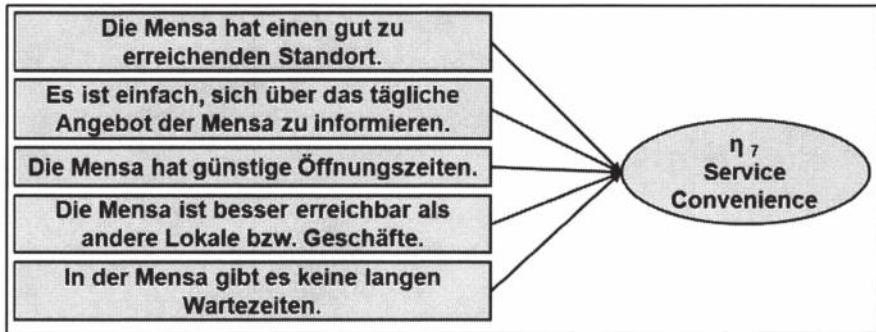 Die Mensa hat einen gut zu
erreichenden Standort.
Es ist einfach, sich über das tägliche
Angebot der Mensa zu informieren.
Die Mensa hat günstige Öffnungszeiten.
Die Mensa ist besser erreichbar als
andere Lokale bzw. Geschäfte.
In der Mensa gibt es keine langen
Wartezeiten.
η 7
Service
Convenience